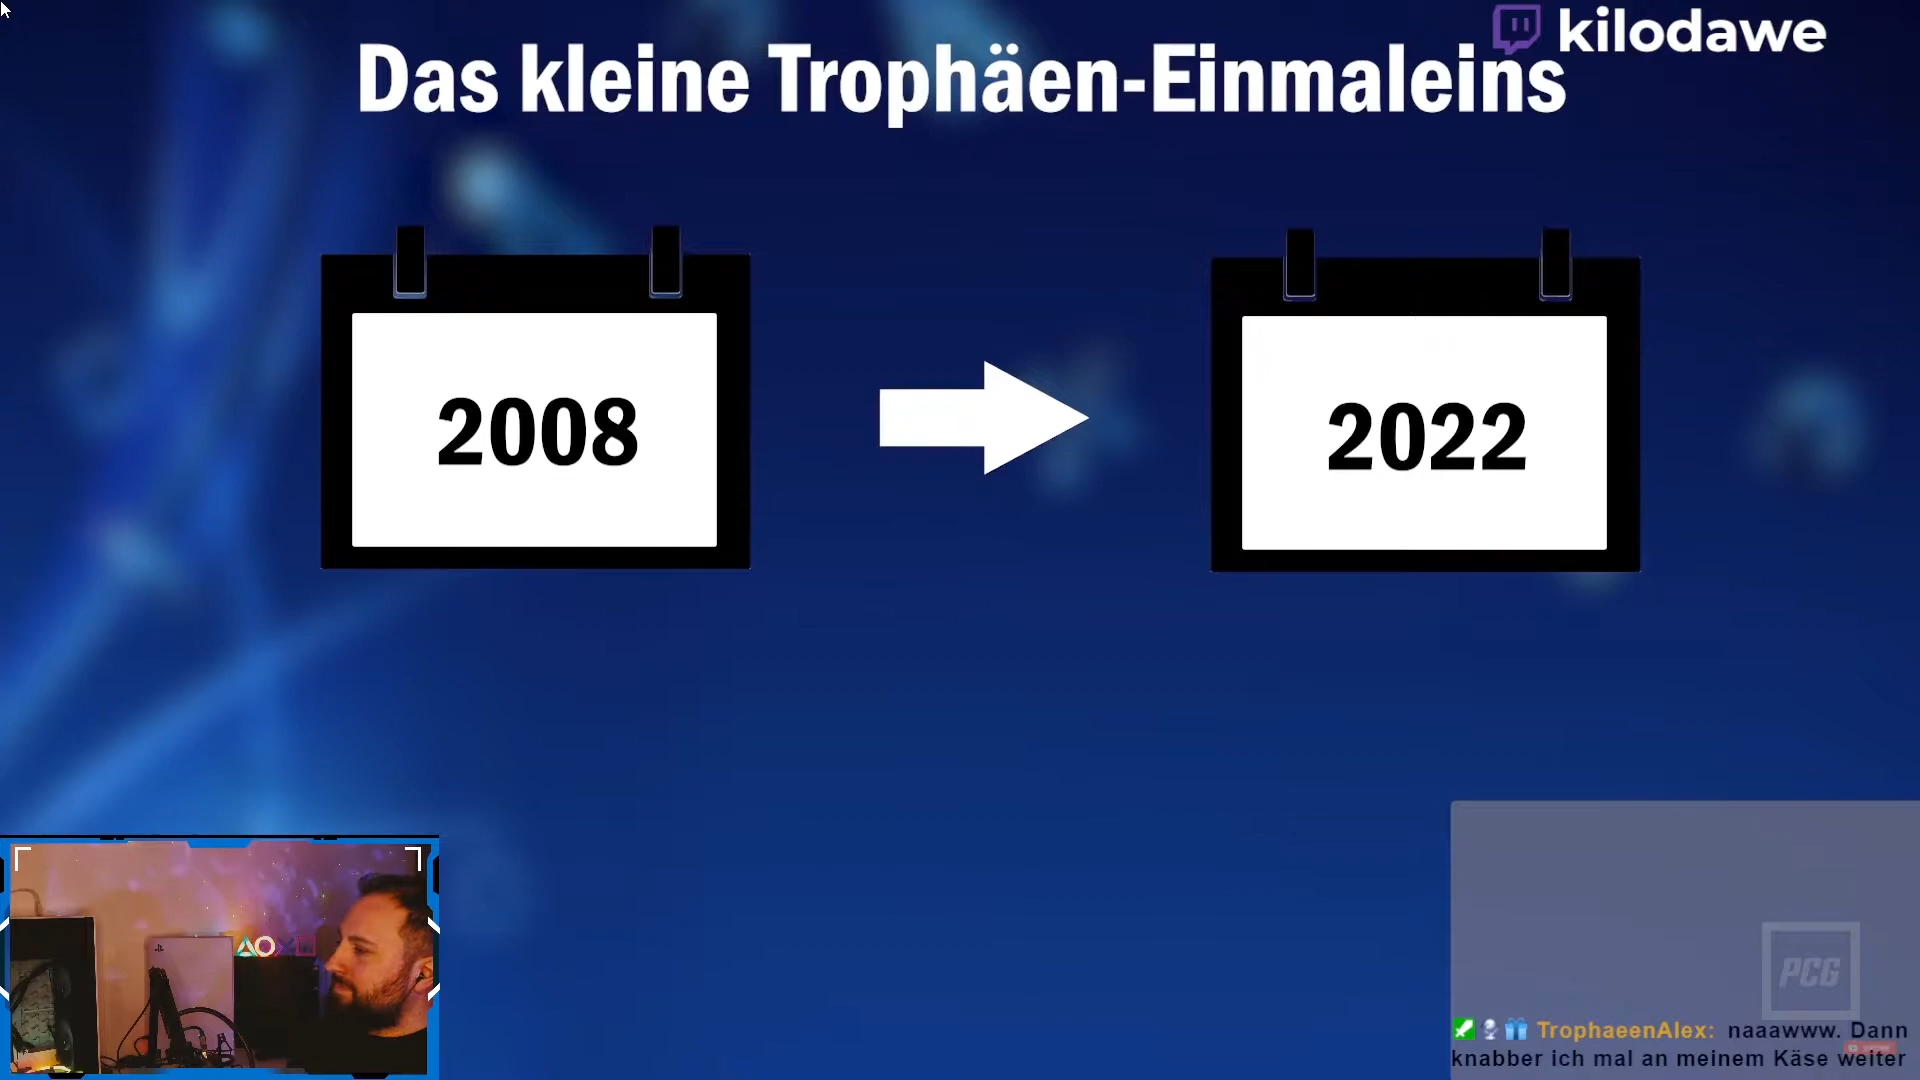 kilodawe
Das kleine Trophäen-Einmaleins
2008
2022
PCG
TrophaeenAlex: naaawww. Dann
knabber ich mal an meinem Käse weiter